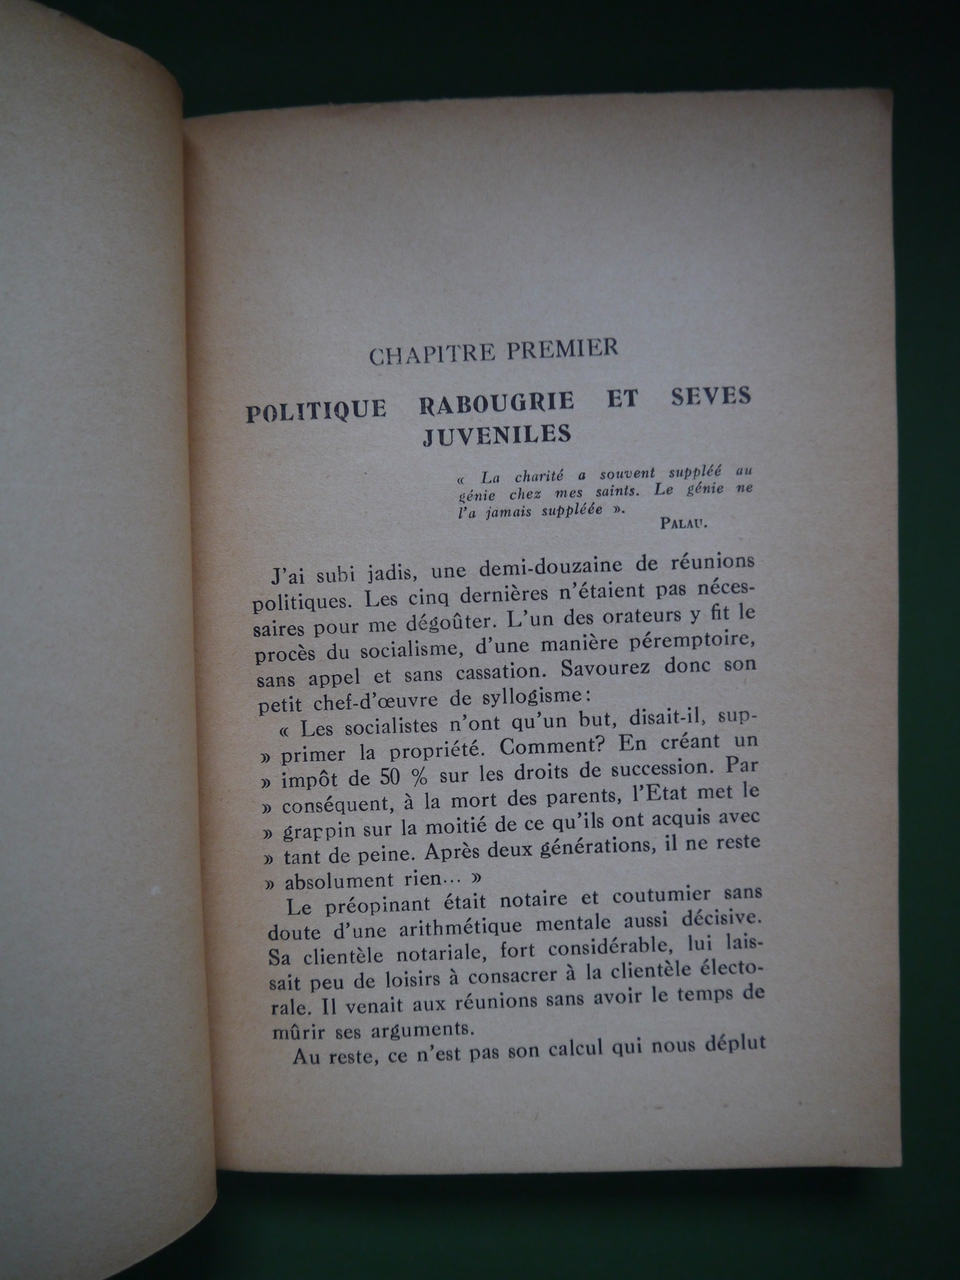 CHAPITRE PREMIER
POLITIQUE RABOUGRIE ET SEVES
JUVENILES
« La charité a souvent suppléé au
génie chez mes saints. Le génie ne
l'a jamais suppléée ».
PALAU.
J'ai subi jadis, une demi-douzaine de réunions
politiques. Les cinq dernières n'étaient pas néces-
saires pour me dégoûter. L'un des orateurs y fit le
procès du socialisme, d'une manière péremptoire,
sans appel et sans cassation. Savourez donc son
petit chef-d'œuvre de syllogisme:
« Les socialistes n'ont qu'un but, disait-il, sup-
» primer la propriété. Comment? En créant un
» impôt de 50 % sur les droits de succession. Par
» conséquent, à la mort des parents, l'Etat met le
» grappin sur la moitié de ce qu'ils ont acquis avec
» tant de peine. Après deux générations, il ne reste
» absolument rien... »
Le préopinant était notaire et coutumier sans
doute d'une arithmétique mentale aussi décisive.
Sa clientèle notariale, fort considérable, lui lais-
sait peu de loisirs à consacrer à la clientèle électo-
rale. Il venait aux réunions sans avoir le temps de
mûrir ses arguments.
Au reste, ce n'est pas son calcul qui nous déplut